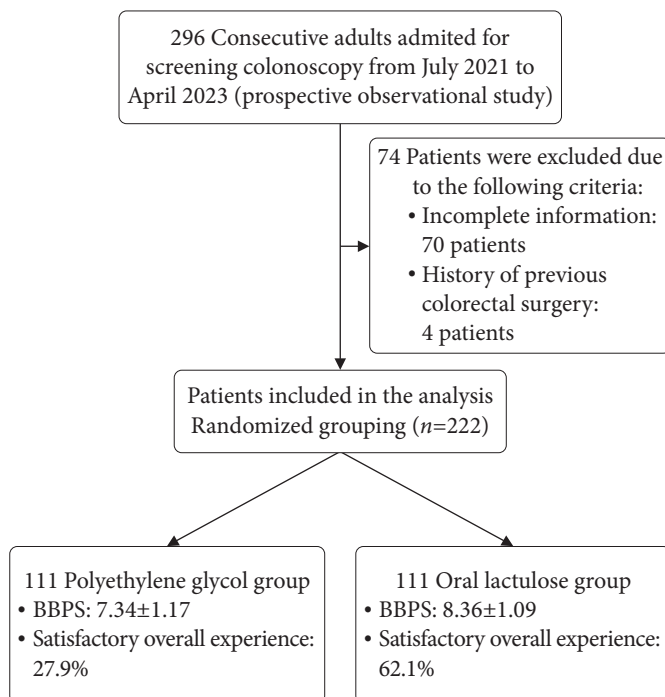 296 Consecutive adults admited for
screening colonoscopy from July 2021 to
April 2023 (prospective observational study)
74 Patients were excluded due
to the following criteria:
• Incomplete information:
70 patients
• History of previous
colorectal surgery:
4 patients
Patients included in the analysis
Randomized grouping (n=222)
111 Polyethylene glycol group
• BBPS: 7.34±1.17
• Satisfactory overall experience:
27.9%
111 Oral lactulose group
• BBPS: 8.36±1.09
• Satisfactory overall experience:
62.1%